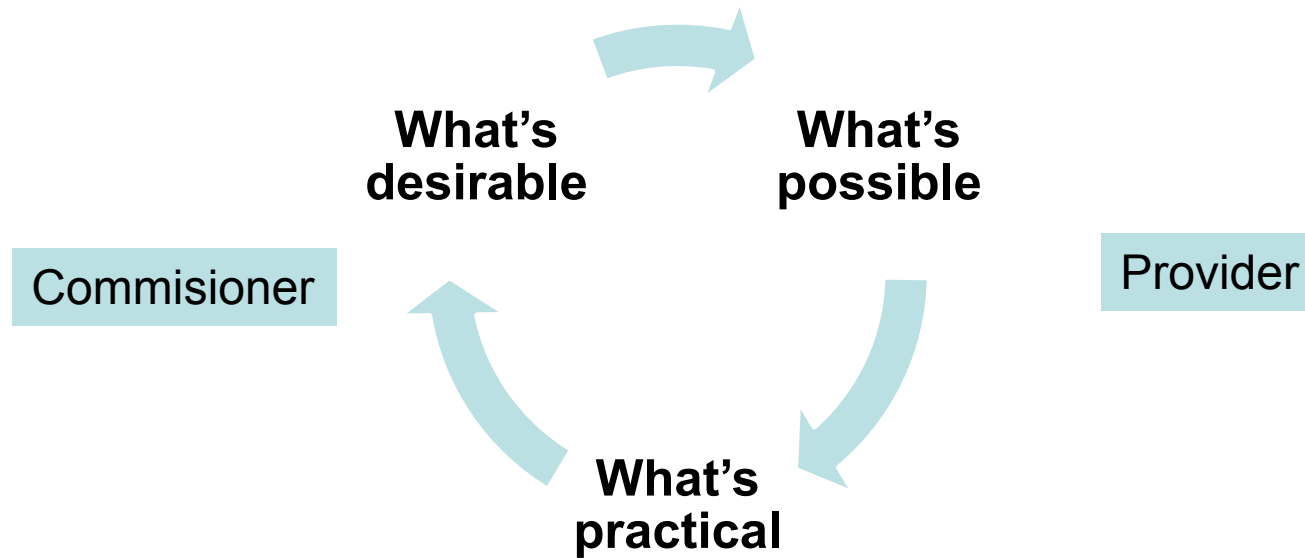 What’s
desirable
What’s
possible
Commisioner
Provider
What’s
practical